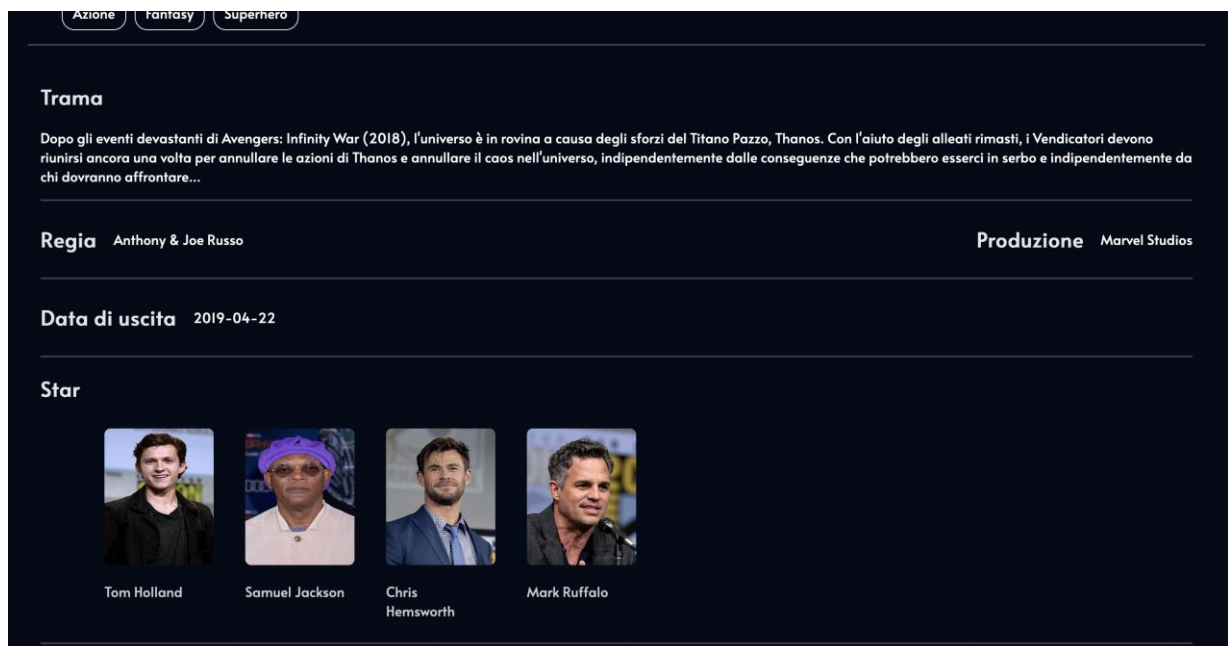 Azione Fantasy Superhero
Trama
Dopo gli eventi devastanti di Avengers: Infinity War (2018), l'universo è in rovina a causa degli sforzi del Titano Pazzo, Thanos. Con l'aiuto degli alleati rimasti, i Vendicatori devono
riunirsi ancora una volta per annullare le azioni di Thanos e annullare il caos nell'universo, indipendentemente dalle conseguenze che potrebbero esserci in serbo e indipendentemente da
chi dovranno affrontare...
Regia Anthony & Joe Russo Produzione Marvel Studios
Data di uscita 2019-04-22
Star
Tom Holland Samuel Jackson Chris Mark Ruffalo
Hemsworth